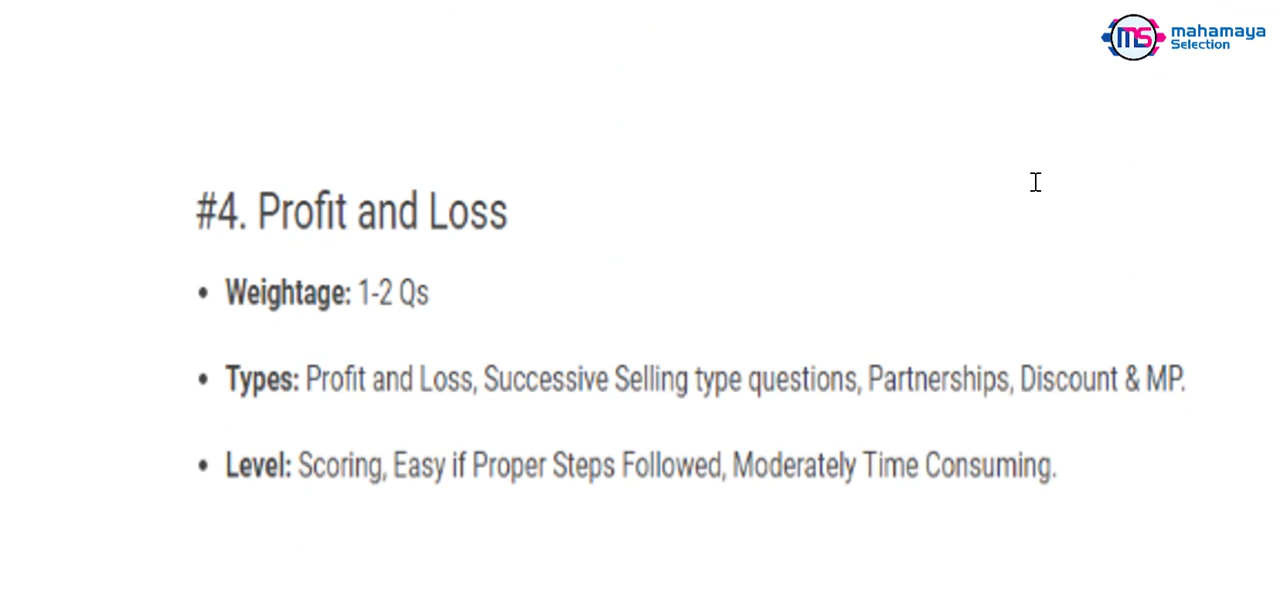 mahamaya
Selection
#4. Profit and Loss
• Weightage: 1-2 Qs
• Types: Profit and Loss, Successive Selling type questions, Partnerships, Discount & MP.
• Level: Scoring, Easy if Proper Steps Followed, Moderately Time Consuming.